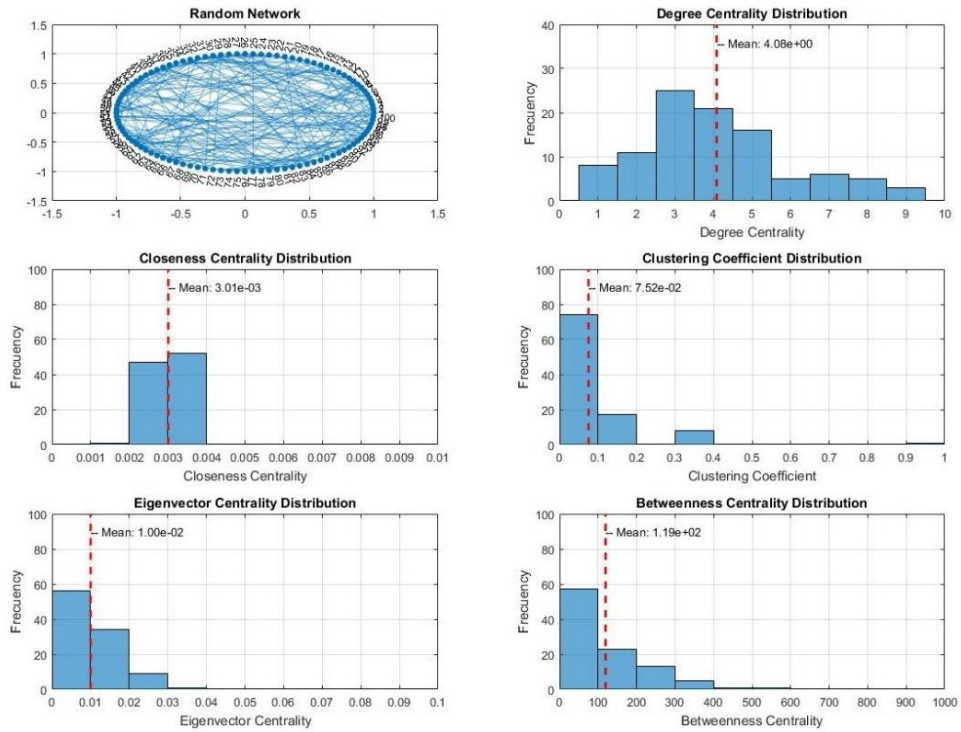 Random Network
1.5
1
0.5
0
-0.5
-1
-1.5
-1.5 -1 -0.5 0 0.5 1 1.5
Degree Centrality Distribution
Mean: 4.08e+00
40
30
20
10
0
Frecuency
0 1 2 3 4 5 6 7 8 9 10
Degree Centrality
Closeness Centrality Distribution
Mean: 3.01e-03
100
80
60
40
20
0
Frecuency
0 0.001 0.002 0.003 0.004 0.005 0.006 0.007 0.008 0.009 0.01
Closeness Centrality
Clustering Coefficient Distribution
Mean: 7.52e-02
100
80
60
40
20
0
Frecuency
0 0.1 0.2 0.3 0.4 0.5 0.6 0.7 0.8 0.9 1
Clustering Coefficient
Eigenvector Centrality Distribution
Mean: 1.00e-02
100
80
60
40
20
0
Frecuency
0 0.01 0.02 0.03 0.04 0.05 0.06 0.07 0.08 0.09 0.1
Eigenvector Centrality
Betweenness Centrality Distribution
Mean: 1.19e+02
100
80
60
40
20
0
Frecuency
0 100 200 300 400 500 600 700 800 900 1000
Betweenness Centrality